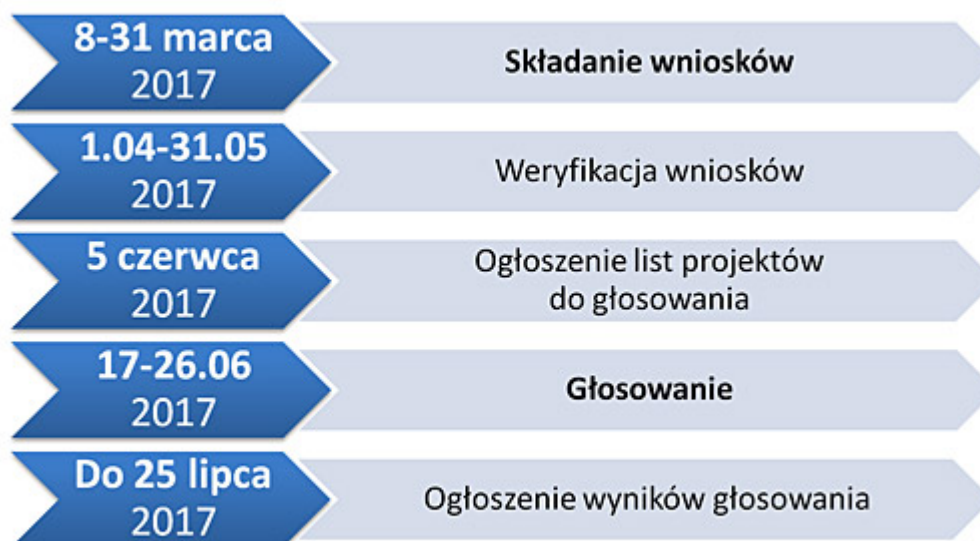 8-31 marca
2017
Składanie wniosków
1.04-31.05
2017
Weryfikacja wniosków
5 czerwca
2017
Ogłoszenie list projektów
do głosowania
17-26.06
2017
Głosowanie
Do 25 lipca
2017
Ogłoszenie wyników głosowania